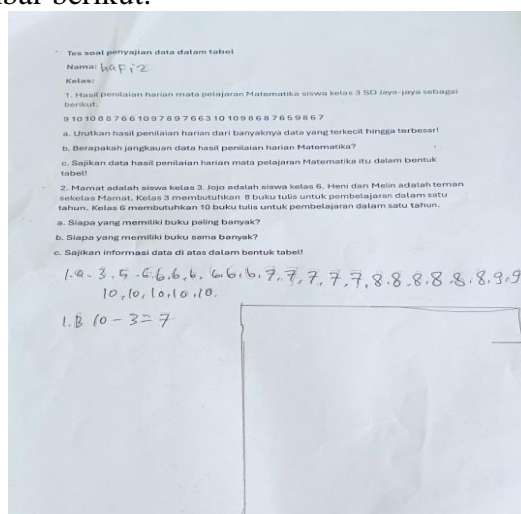 Tes soal penyajian data dalam tabel
Nama: hafiz
Kelas:
1. Hasil penilaian harian mata pelajaran Matematika siswa kelas 3 SD Jaya-jaya sebagai
berikut.
9 10 10 8 8 7 6 6 10 9 7 8 9 7 6 6 3 10 10 9 8 6 8 7 6 5 9 8 6 7
a. Urutkan hasil penilaian harian dari banyaknya data yang terkecil hingga terbesar!
b. Berapakah jangkauan data hasil penilaian harian Matematika?
c. Sajikan data hasil penilaian harian mata pelajaran Matematika itu dalam bentuk
tabel!
2. Mamat adalah siswa kelas 3. Jojo adalah siswa kelas 6. Heni dan Melin adalah teman
sekelas Mamat. Kelas 3 membutuhkan 8 buku tulis untuk pembelajaran dalam satu
tahun. Kelas 6 membutuhkan 10 buku tulis untuk pembelajaran dalam satu tahun.
a. Siapa yang memiliki buku paling banyak?
b. Siapa yang memiliki buku sama banyak?
c. Sajikan informasi data di atas dalam bentuk tabel!
1.a - 3, 5, 6, 6, 6, 6, 6, 6, 6, 7, 7, 7, 7, 7, 7, 8, 8, 8, 8, 8, 8, 9, 9
10, 10, 10, 10, 10.
1.B 10 - 3 = 7